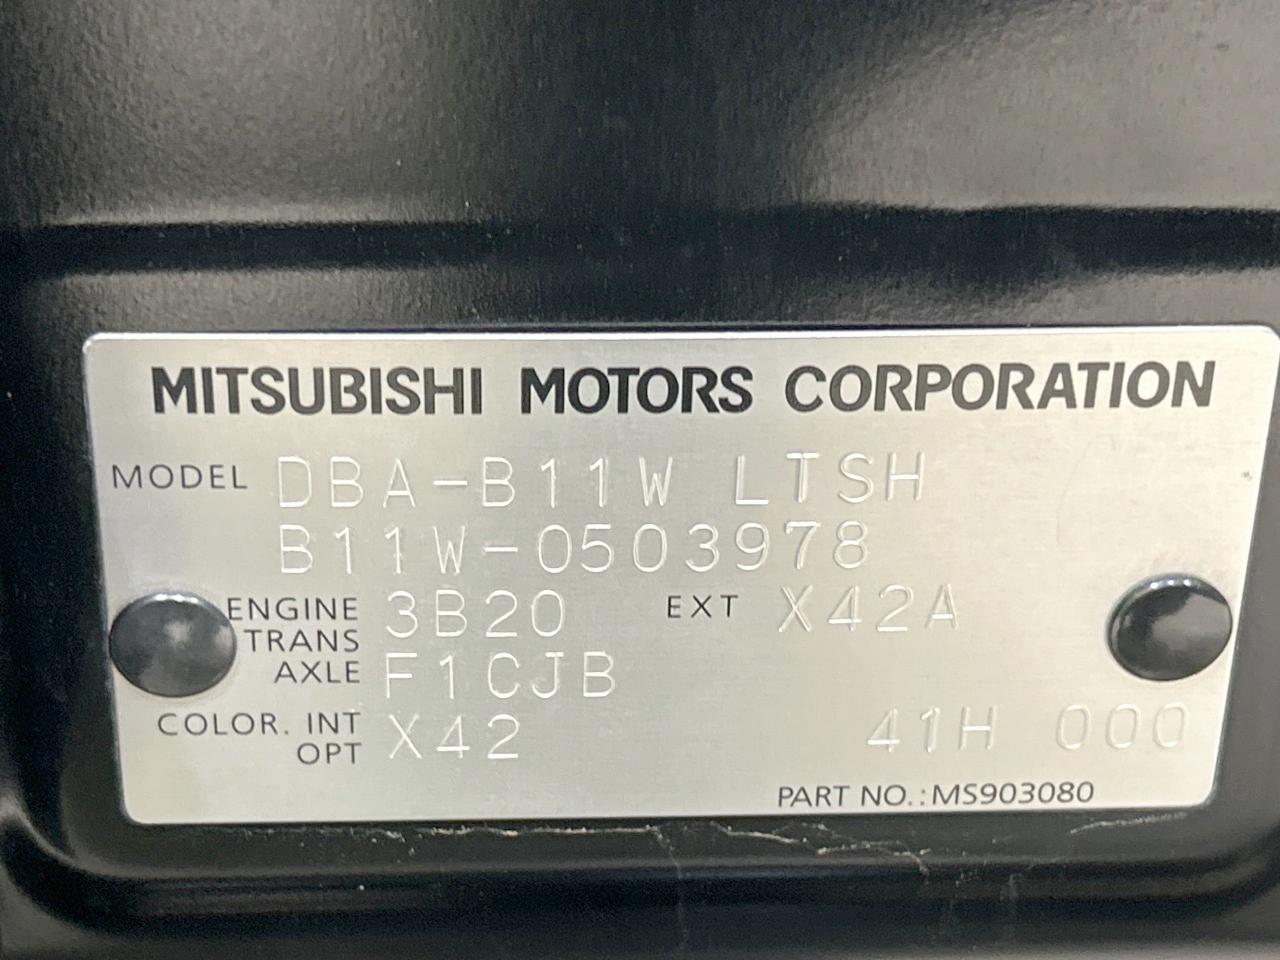 MITSUBISHI MOTORS CORPORATION
MODEL DBA-B11W LTSH
B11W-0503978
ENGINE 3B20 EXT X42A
TRANS
AXLE F1CJB
COLOR. INT X42 41H 000
OPT
PART NO.:MS903080